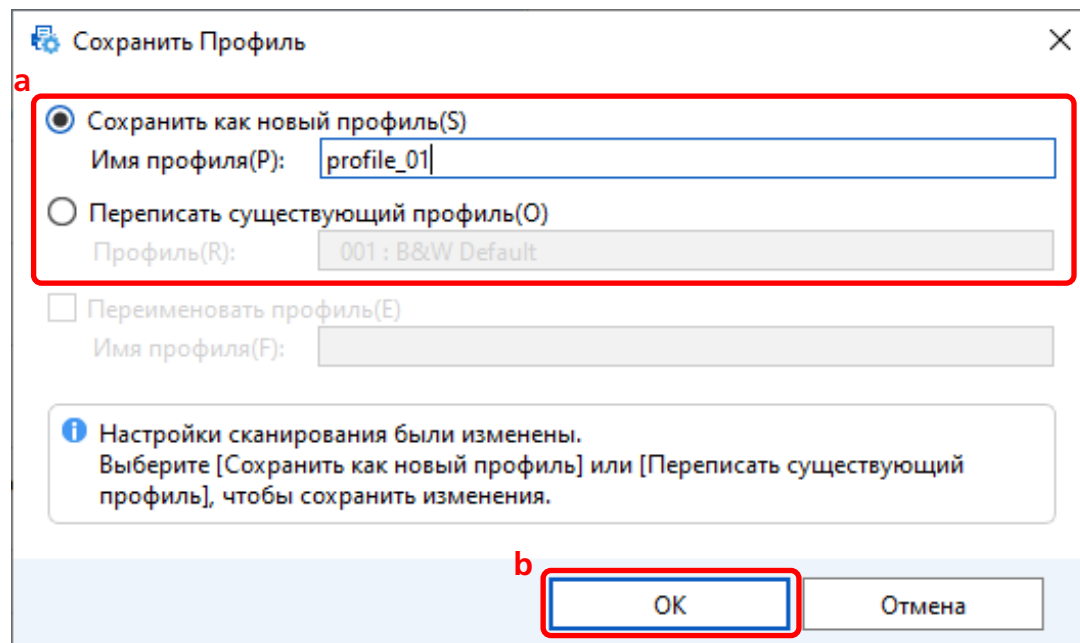 Сохранить Профиль
a
Сохранить как новый профиль(S)
Имя профиля(P): profile_01
Переписать существующий профиль(O)
Профиль(R): 001 : B&W Default
Переименовать профиль(E)
Имя профиля(F):
Настройки сканирования были изменены.
Выберите [Сохранить как новый профиль] или [Переписать существующий
профиль], чтобы сохранить изменения.
b
ОК Отмена